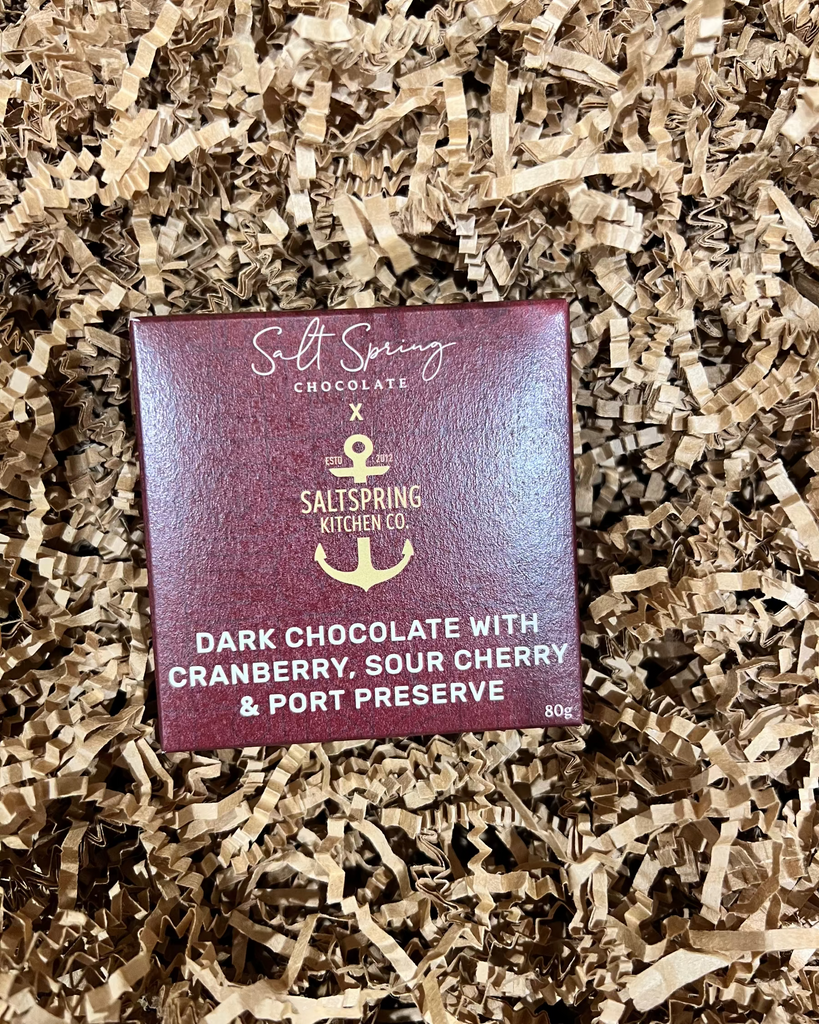 Salt Spring
CHOCOLATE
X
ESTD 2012
SALTSPRING
KITCHEN CO.
DARK CHOCOLATE WITH
CRANBERRY, SOUR CHERRY
& PORT PRESERVE
80g